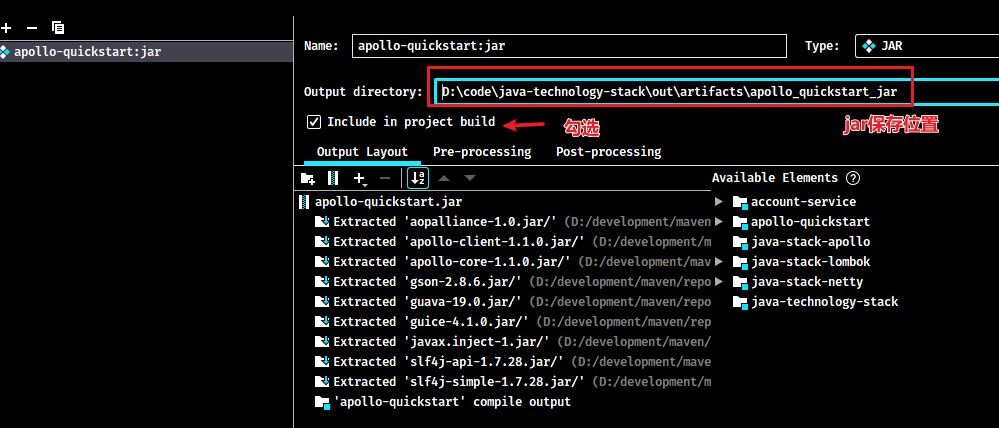 apollo-quickstart:jar
Name: apollo-quickstart:jar Type: JAR
Output directory: D:\code\java-technology-stack\out\artifacts\apollo_quickstart_jar
jar保存位置
Include in project build
勾选
Output Layout Pre-processing Post-processing
Available Elements
apollo-quickstart.jar
Extracted 'aopalliance-1.0.jar/' (D:/development/maven
Extracted 'apollo-client-1.1.0.jar/' (D:/development/m
Extracted 'apollo-core-1.1.0.jar/' (D:/development/mav
Extracted 'gson-2.8.6.jar/' (D:/development/maven/repo
Extracted 'guava-19.0.jar/' (D:/development/maven/repo
Extracted 'guice-4.1.0.jar/' (D:/development/maven/rep
Extracted 'javax.inject-1.jar/' (D:/development/maven/
Extracted 'slf4j-api-1.7.28.jar/' (D:/development/mave
Extracted 'slf4j-simple-1.7.28.jar/' (D:/development/m
'apollo-quickstart' compile output
account-service
apollo-quickstart
java-stack-apollo
java-stack-lombok
java-stack-netty
java-technology-stack